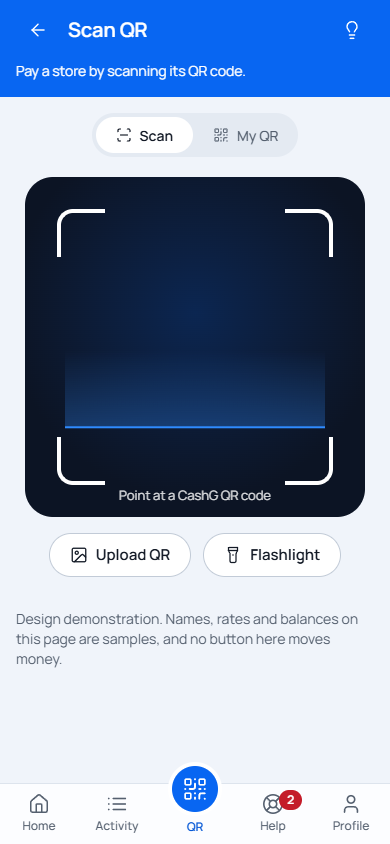 Scan QR
Pay a store by scanning its QR code.
Scan
My QR
Point at a CashG QR code
Upload QR
Flashlight
Design demonstration. Names, rates and balances on
this page are samples, and no button here moves
money.
2
Home
Activity
QR
Help
Profile